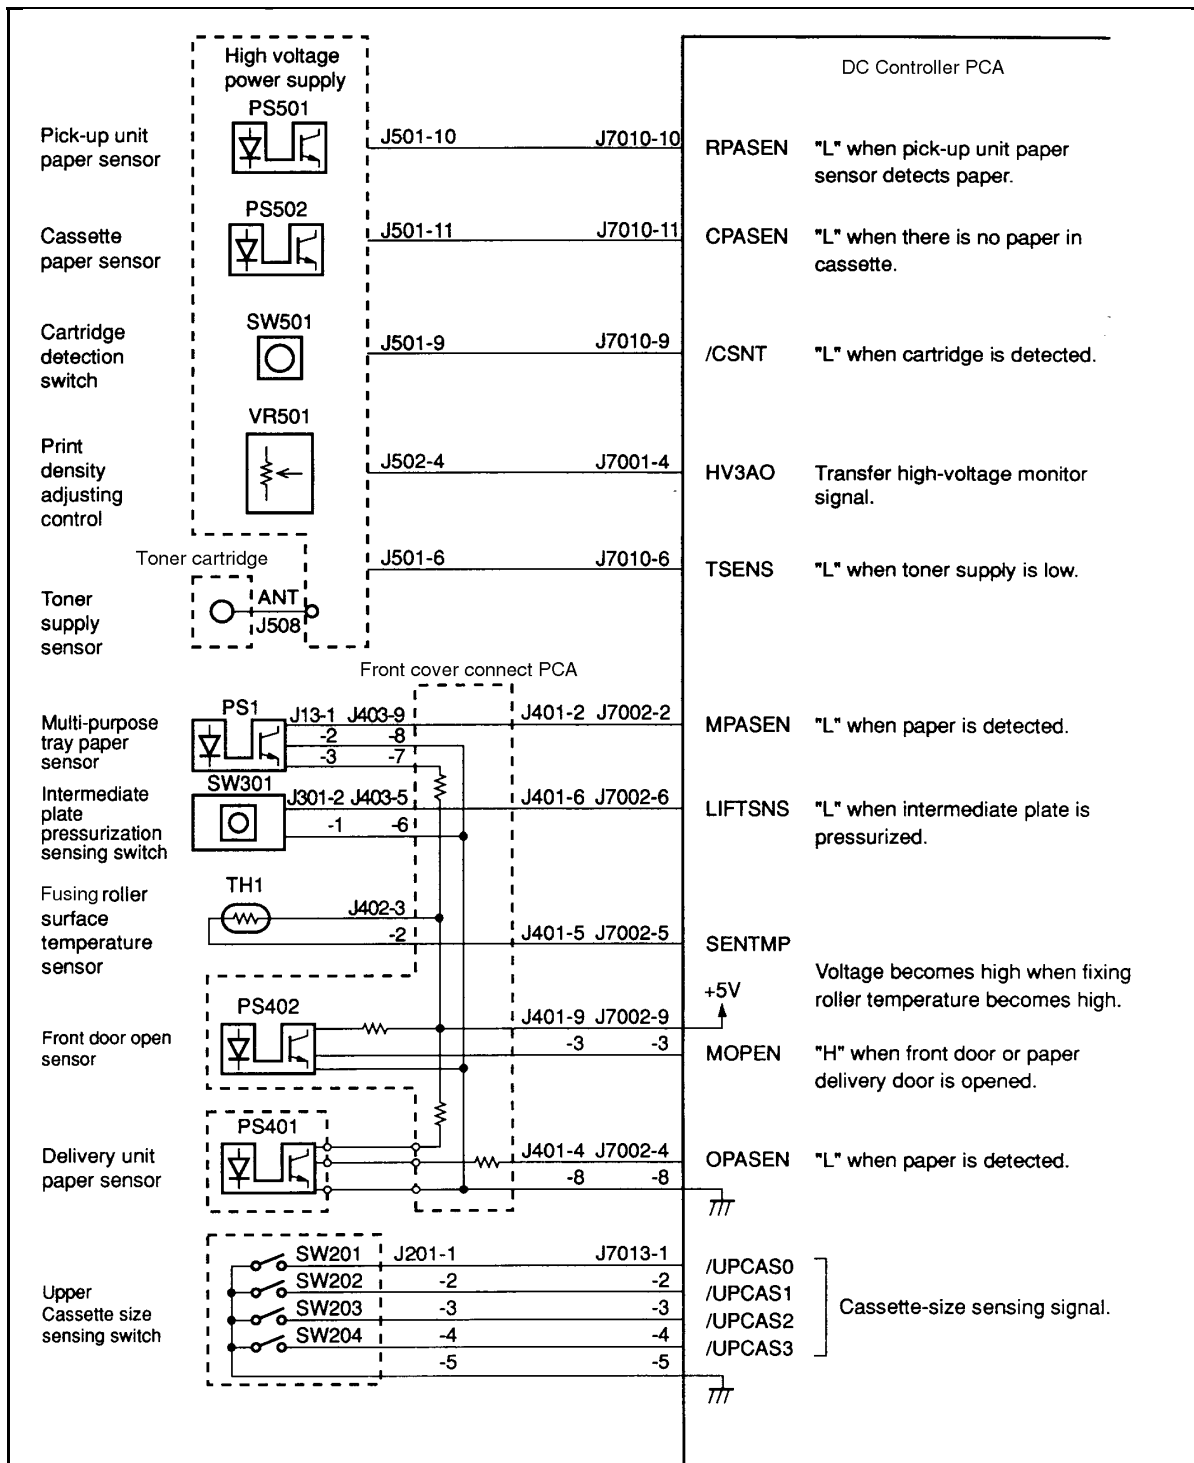 High voltage
power supply
DC Controller PCA
PS501
Pick-up unit
paper sensor
J501-10
J7010-10
RPASEN
"L" when pick-up unit paper
sensor detects paper.
PS502
Cassette
paper sensor
J501-11
J7010-11
CPASEN
"L" when there is no paper in
cassette.
SW501
Cartridge
detection
switch
J501-9
J7010-9
/CSNT
"L" when cartridge is detected.
VR501
Print
density
adjusting
control
J502-4
J7001-4
HV3AO
Transfer high-voltage monitor
signal.
Toner cartridge
J501-6
J7010-6
TSENS
"L" when toner supply is low.
Toner
supply
sensor
ANT
J508
Front cover connect PCA
Multi-purpose
tray paper
sensor
PS1
J13-1 J403-9
-2 -8
-3 -7
J401-2 J7002-2
MPASEN
"L" when paper is detected.
SW301
Intermediate
plate
pressurization
sensing switch
J301-2 J403-5
-1 -6
J401-6 J7002-6
LIFTSNS
"L" when intermediate plate is
pressurized.
Fusing roller
surface
temperature
sensor
TH1
J402-3
-2
J401-5 J7002-5
SENTMP
Voltage becomes high when fixing
roller temperature becomes high.
+5V
PS402
Front door open
sensor
J401-9 J7002-9
-3 -3
MOPEN
"H" when front door or paper
delivery door is opened.
PS401
Delivery unit
paper sensor
J401-4 J7002-4
-8 -8
OPASEN
"L" when paper is detected.
Upper
Cassette size
sensing switch
SW201
J201-1
J7013-1
/UPCAS0
SW202
-2
-2
/UPCAS1
SW203
-3
-3
/UPCAS2
SW204
-4
-4
/UPCAS3
-5
-5
Cassette-size sensing signal.